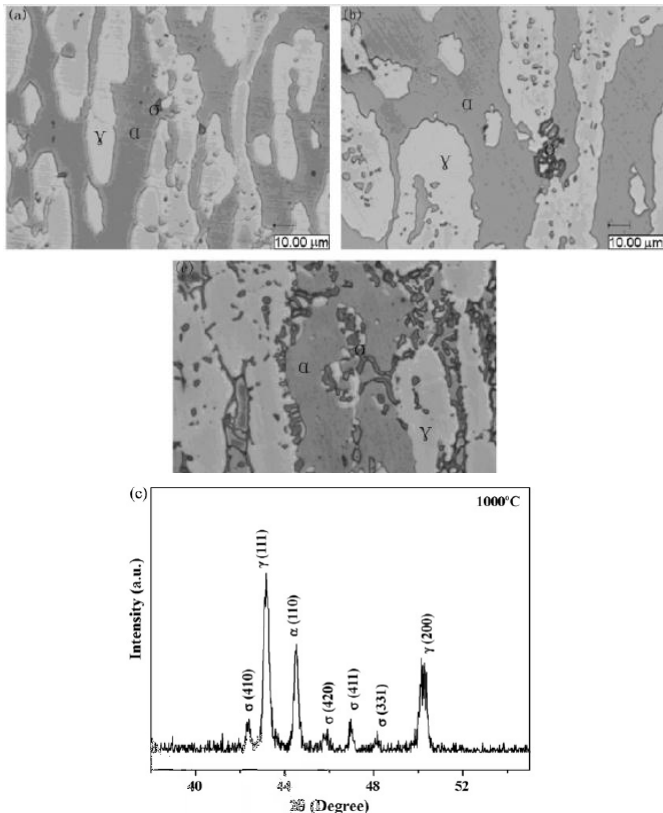 (a)
σ
γ
α
10.00 μm
(b)
α
γ
10.00 μm
α
σ
γ
(c)
1000°C
Intensity (a.u.)
σ (410)
γ (111)
α (110)
σ (420)
σ (411)
σ (331)
γ (200)
40 44 48 52
(Degree)